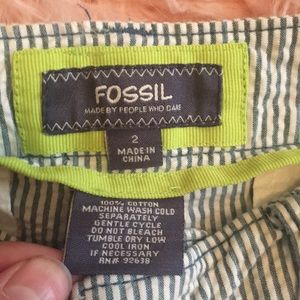 FOSSIL
MADE BY PEOPLE WHO CARE
2
MADE IN
CHINA
100% COTTON
MACHINE WASH COLD
SEPARATELY
GENTLE CYCLE
DO NOT BLEACH
TUMBLE DRY LOW
COOL IRON
IF NECESSARY
RN# 92638